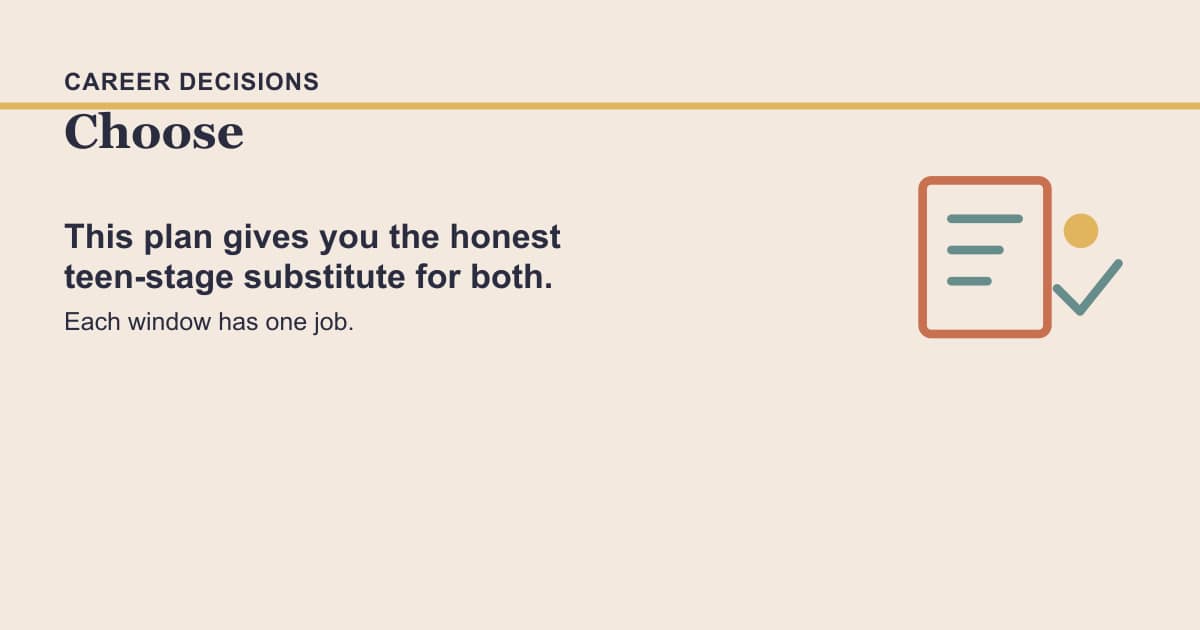 CAREER DECISIONS
Choose
This plan gives you the honest
teen-stage substitute for both.
Each window has one job.